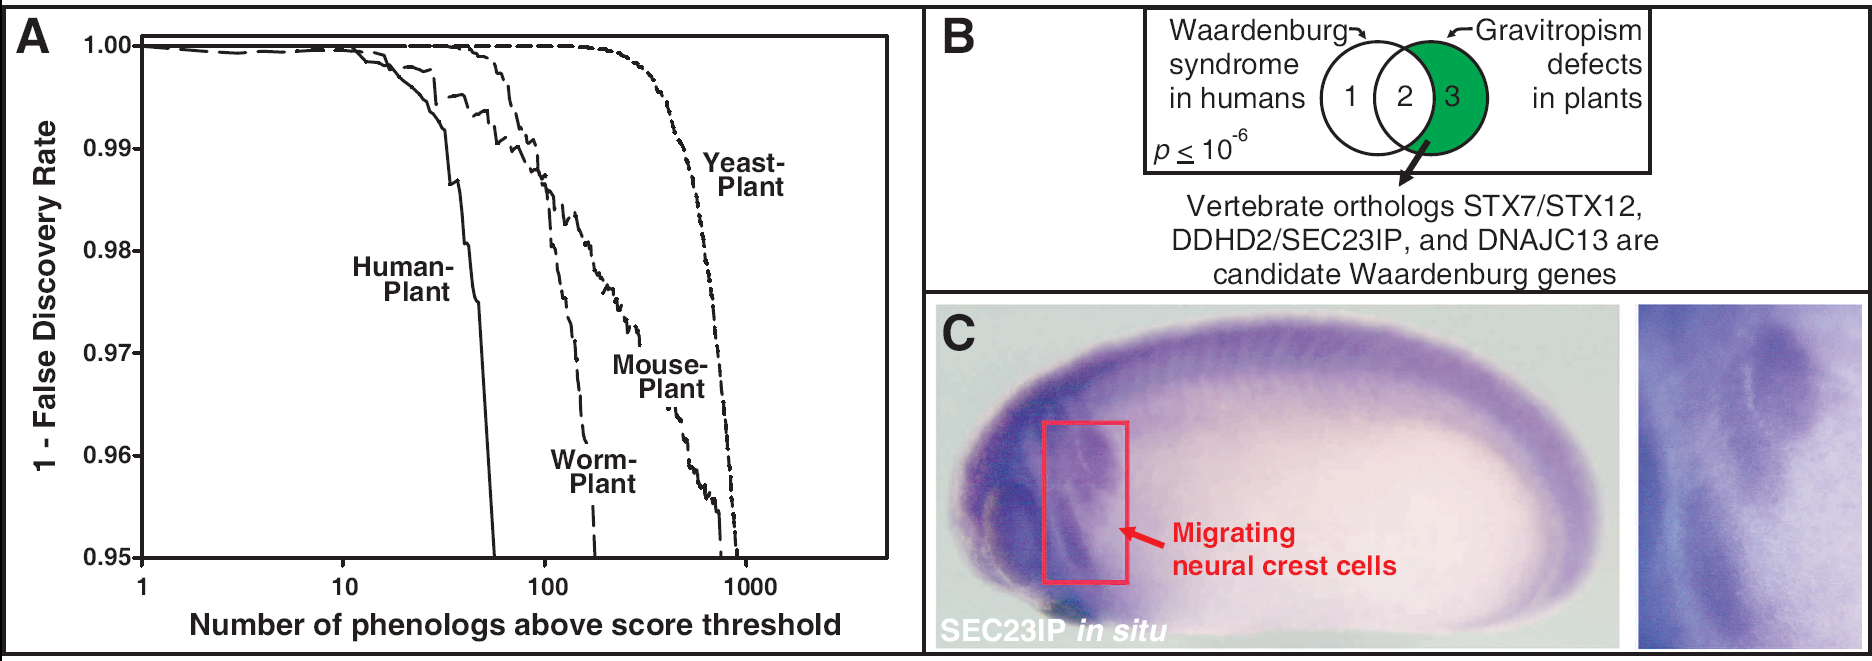 A
1.00
0.99
0.98
0.97
0.96
0.95
1 - False Discovery Rate
1
10
100
1000
Number of phenologs above score threshold
Human-
Plant
Worm-
Plant
Mouse-
Plant
Yeast-
Plant
B
Waardenburg
syndrome
in humans
p ≤ 10-6
1
2
3
Gravitropism
defects
in plants
Vertebrate orthologs STX7/STX12,
DDHD2/SEC23IP, and DNAJC13 are
candidate Waardenburg genes
C
Migrating
neural crest cells
SEC23IP in situ